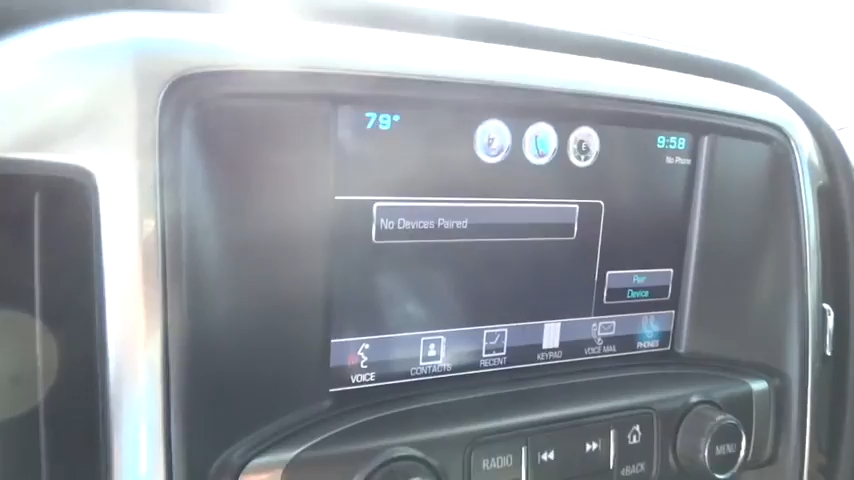 79°
9:58
No Phone
No Devices Paired
Pair
Device
VOICE
CONTACTS
RECENT
KEYPAD
VOICE MAIL
PHONES
RADIO
BACK
MENU